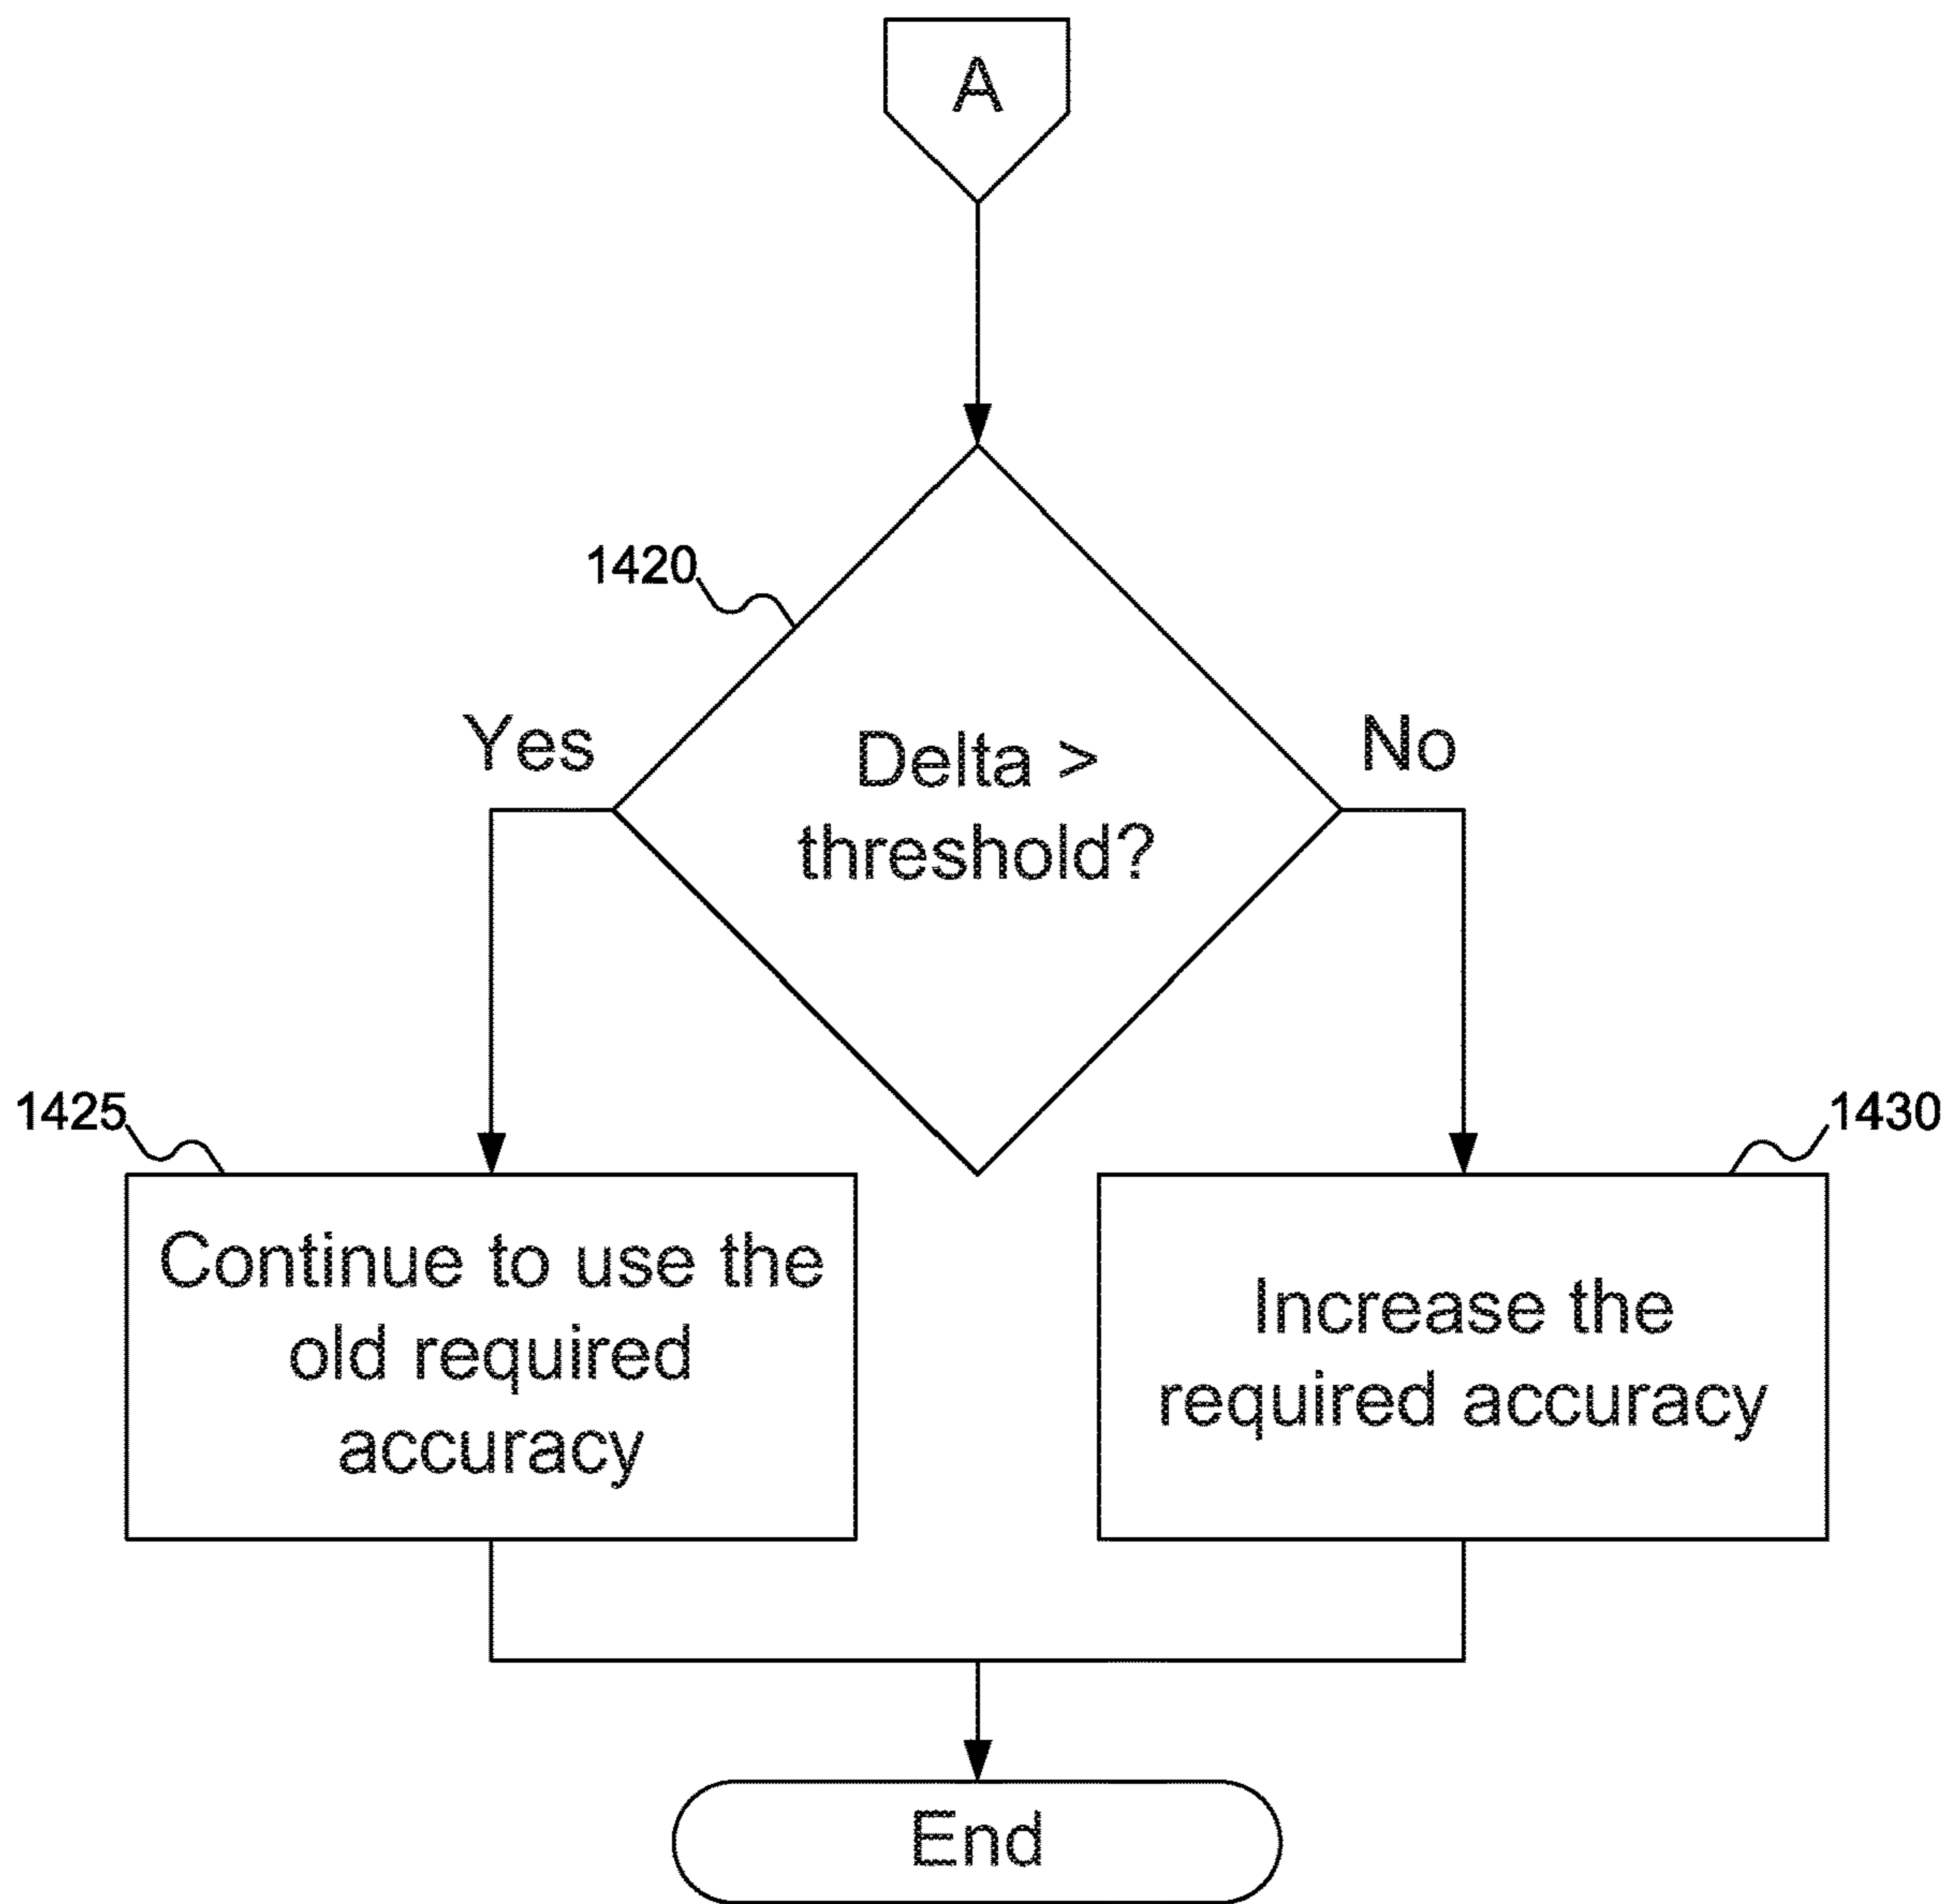 A
1420
Yes
Delta >
threshold?
No
1425
Continue to use the
old required
accuracy
1430
Increase the
required accuracy
End